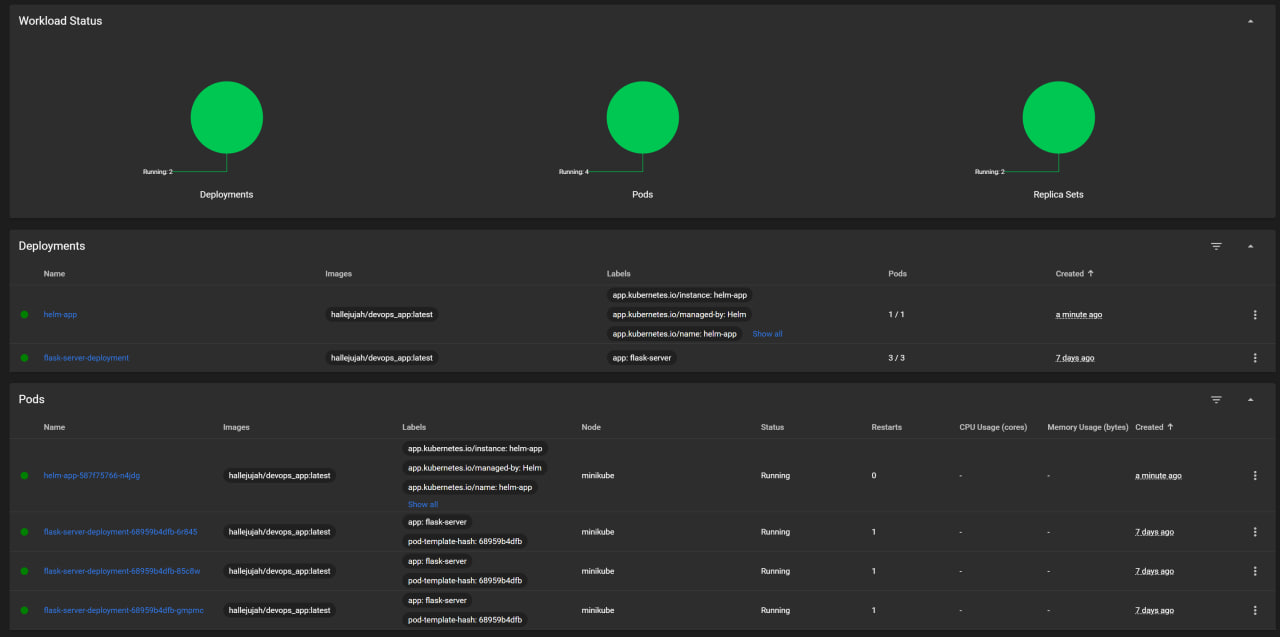 Workload Status
Running: 2
Running: 4
Running: 2
Deployments
Pods
Replica Sets
Deployments
Name Images Labels Pods Created
app.kubernetes.io/instance: helm-app
helm-app hallejujah/devops_app:latest app.kubernetes.io/managed-by: Helm 1 / 1 a minute ago
app.kubernetes.io/name: helm-app Show all
flask-server-deployment hallejujah/devops_app:latest app: flask-server 3 / 3 7 days ago
Pods
Name Images Labels Node Status Restarts CPU Usage (cores) Memory Usage (bytes) Created
app.kubernetes.io/instance: helm-app
app.kubernetes.io/managed-by: Helm
helm-app-587f75766-n4jdg hallejujah/devops_app:latest minikube Running 0 - - a minute ago
app.kubernetes.io/name: helm-app
Show all
app: flask-server
flask-server-deployment-68959b4dfb-6r845 hallejujah/devops_app:latest minikube Running 1 - - 7 days ago
pod-template-hash: 68959b4dfb
app: flask-server
flask-server-deployment-68959b4dfb-85c8w hallejujah/devops_app:latest minikube Running 1 - - 7 days ago
pod-template-hash: 68959b4dfb
app: flask-server
flask-server-deployment-68959b4dfb-gmpmc hallejujah/devops_app:latest minikube Running 1 - - 7 days ago
pod-template-hash: 68959b4dfb